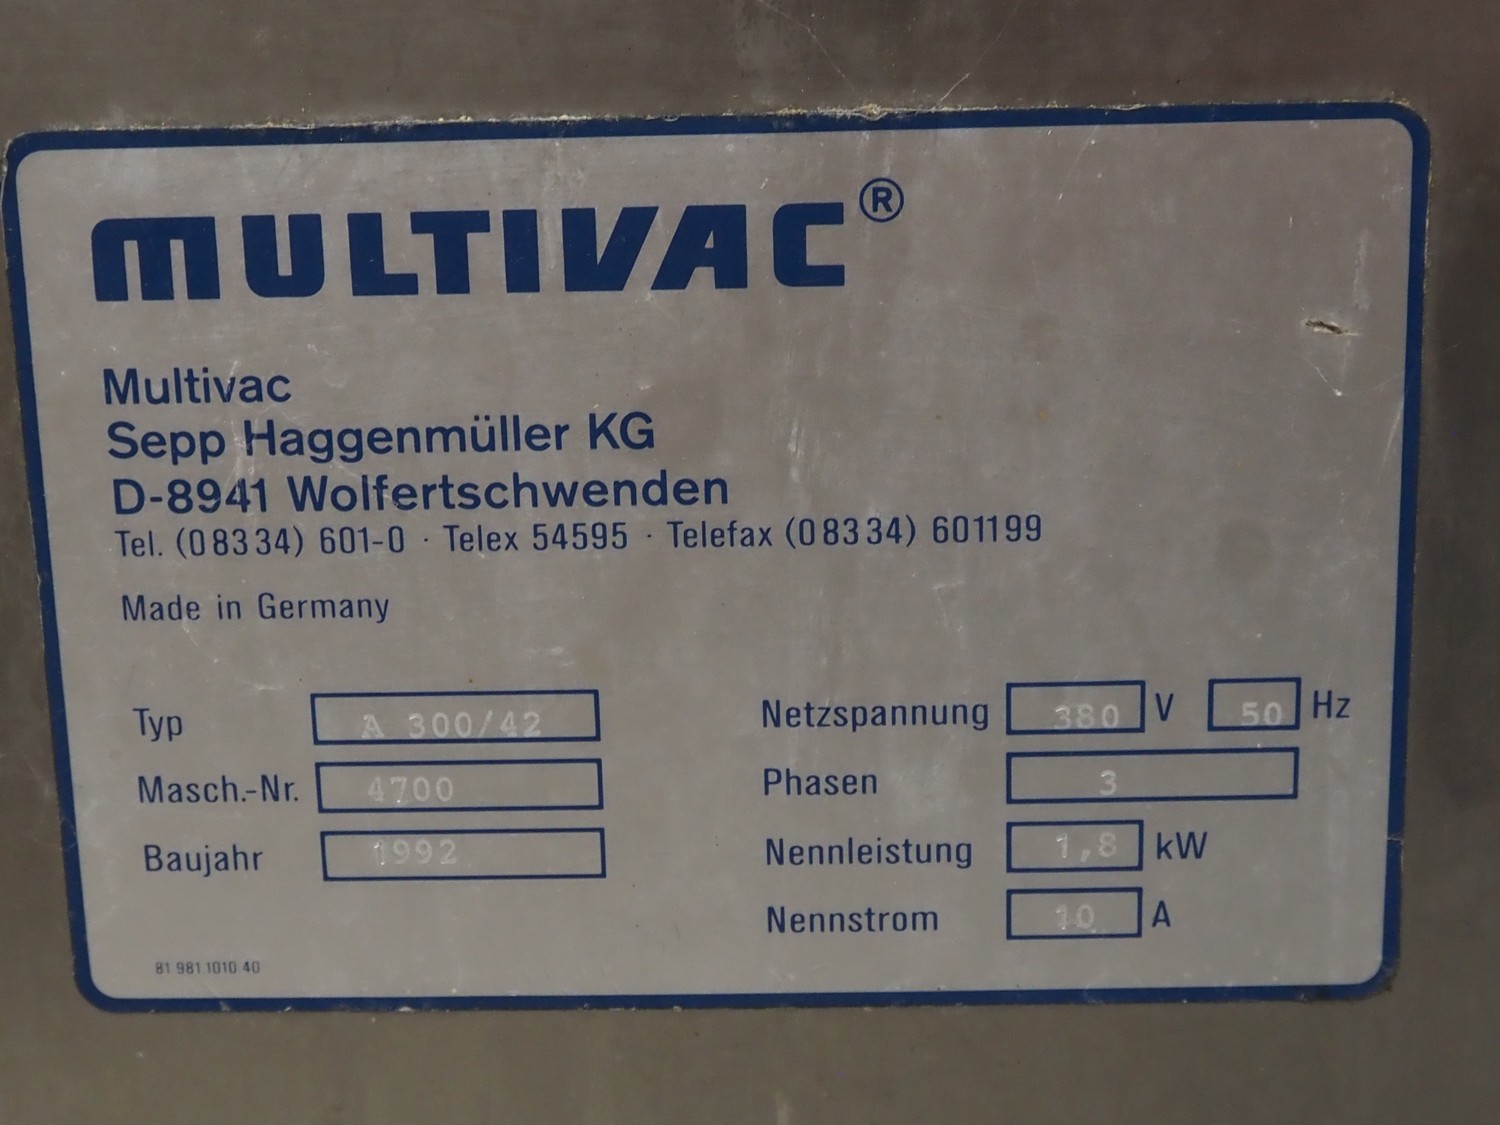 MULTIVAC®
Multivac
Sepp Haggenmüller KG
D-8941 Wolfertschwenden
Tel. (08334) 601-0 · Telex 54595 · Telefax (08334) 601199
Made in Germany
Typ A 300/42
Masch.-Nr. 4700
Baujahr 1992
Netzspannung 380 V 50 Hz
Phasen 3
Nennleistung 1,8 kW
Nennstrom 10 A
81 981 1010 40